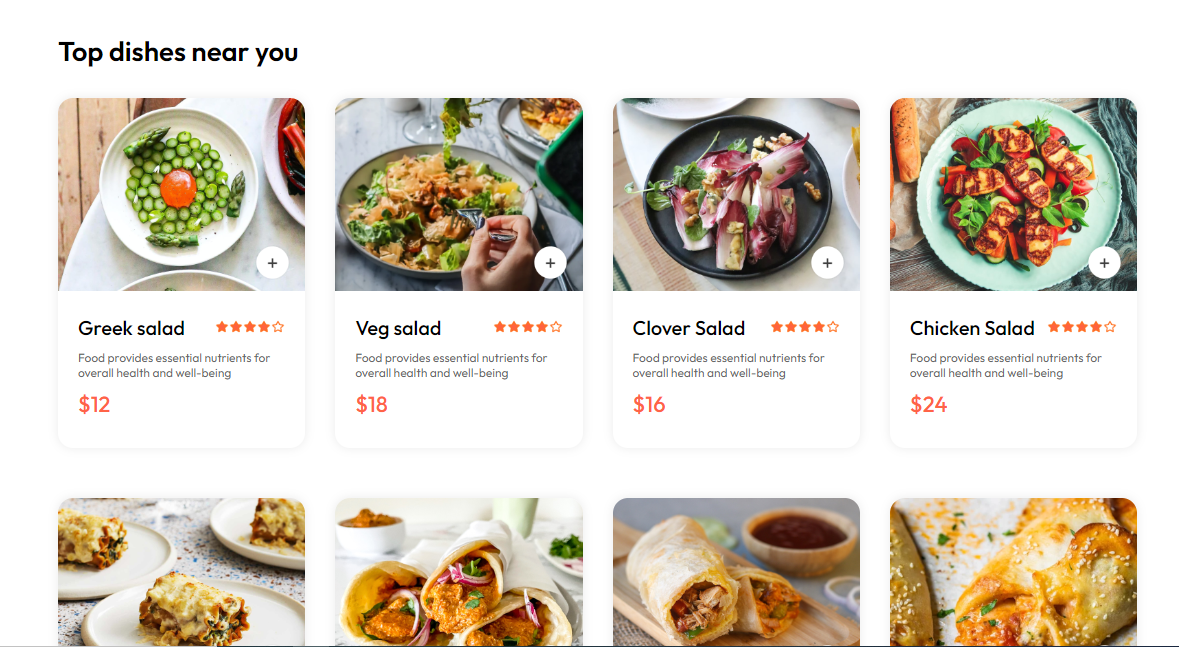 Top dishes near you
Greek salad
Food provides essential nutrients for
overall health and well-being
$12
Veg salad
Food provides essential nutrients for
overall health and well-being
$18
Clover Salad
Food provides essential nutrients for
overall health and well-being
$16
Chicken Salad
Food provides essential nutrients for
overall health and well-being
$24